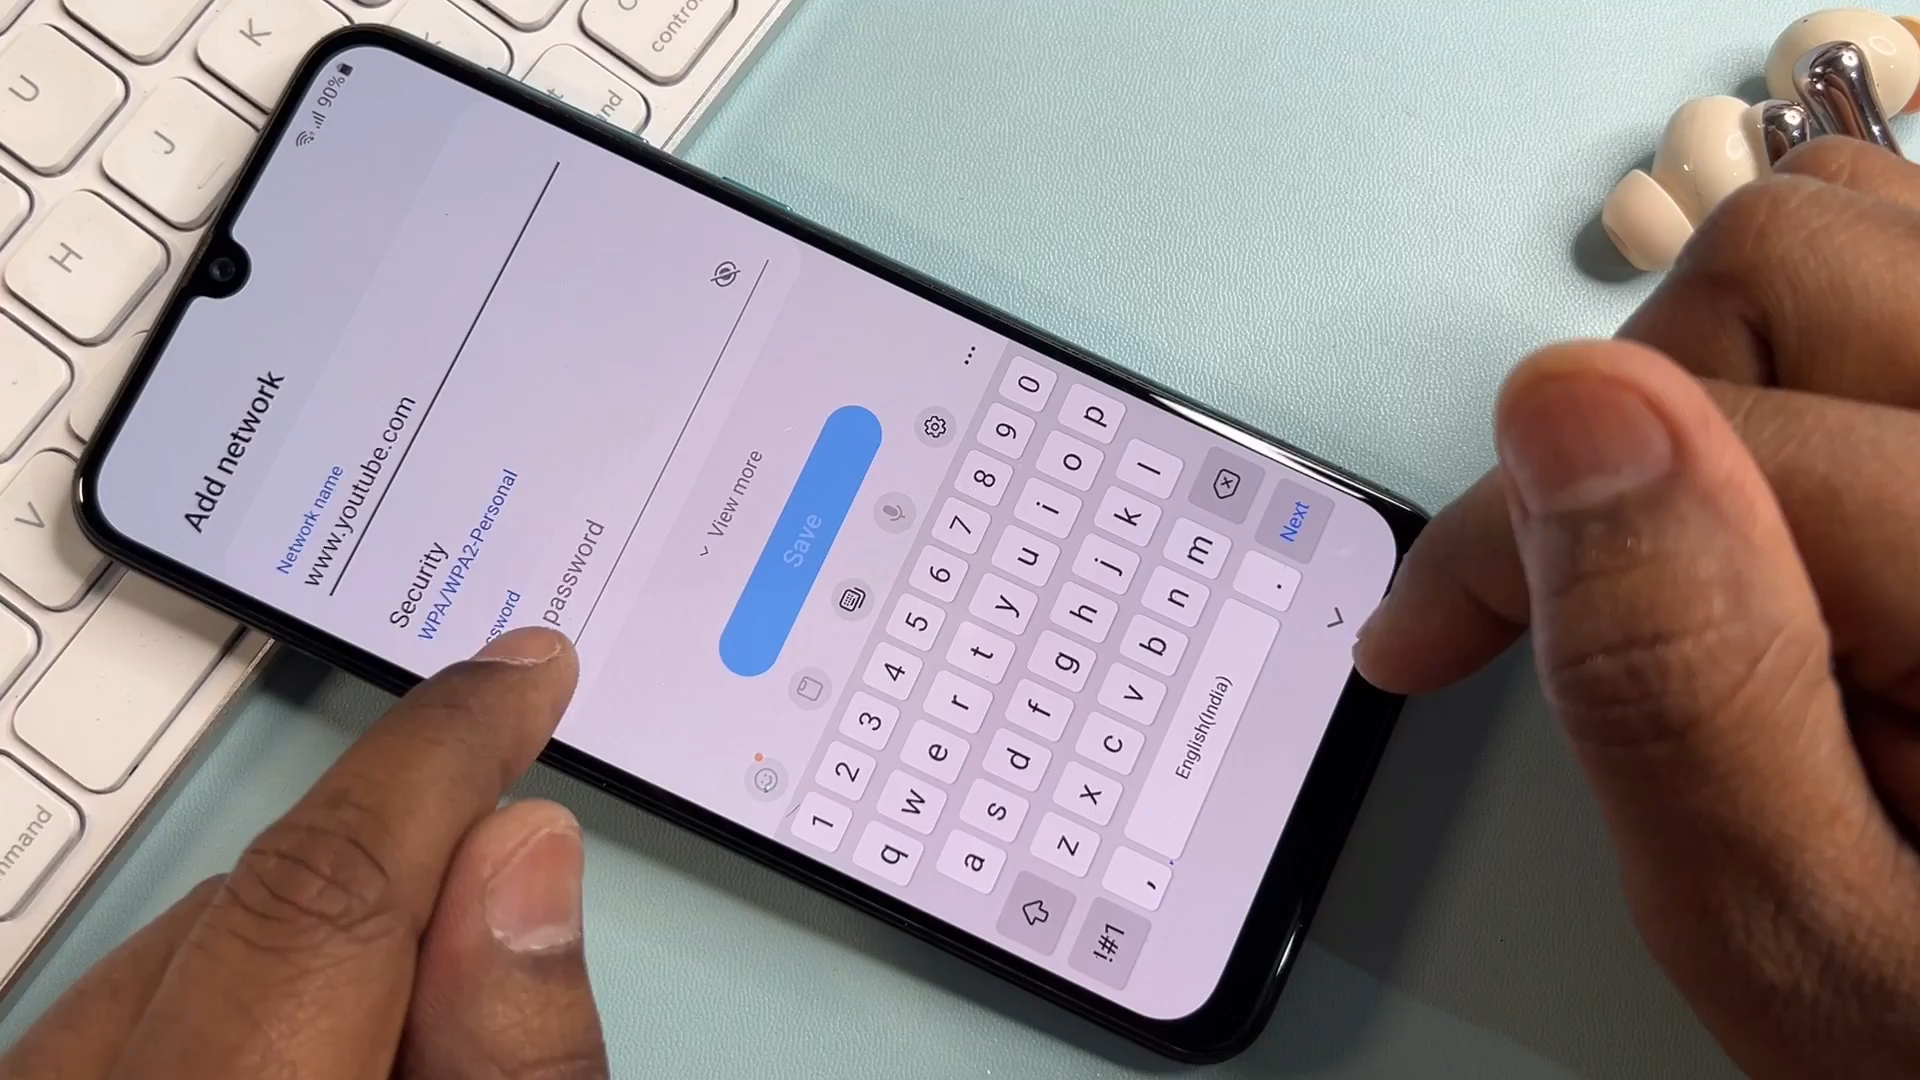 90%
Add network
Network name
www.youtube.com
Security
WPA/WPA2-Personal
password
View more
Save
1 2 3 4 5 6 7 8 9 0
q w e r t y u i o p
a s d f g h j k l
z x c v b n m
!#1 , English(India) . Next
U
K
J
H
V
control